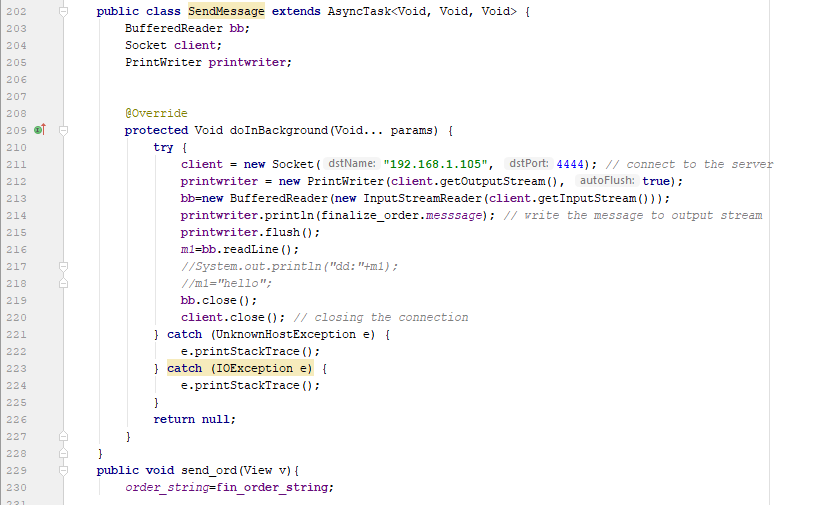 202 public class SendMessage extends AsyncTask<Void, Void, Void> {
203 BufferedReader bb;
204 Socket client;
205 PrintWriter printwriter;
206
207
208 @Override
209 protected Void doInBackground(Void... params) {
210 try {
211 client = new Socket( dstName: "192.168.1.105", dstPort: 4444); // connect to the server
212 printwriter = new PrintWriter(client.getOutputStream(), autoFlush: true);
213 bb=new BufferedReader(new InputStreamReader(client.getInputStream()));
214 printwriter.println(finalize_order.messsage); // write the message to output stream
215 printwriter.flush();
216 m1=bb.readLine();
217 //System.out.println("dd:"+m1);
218 //m1="hello";
219 bb.close();
220 client.close(); // closing the connection
221 } catch (UnknownHostException e) {
222 e.printStackTrace();
223 } catch (IOException e) {
224 e.printStackTrace();
225 }
226 return null;
227 }
228 }
229 public void send_ord(View v){
230 order_string=fin_order_string;
231